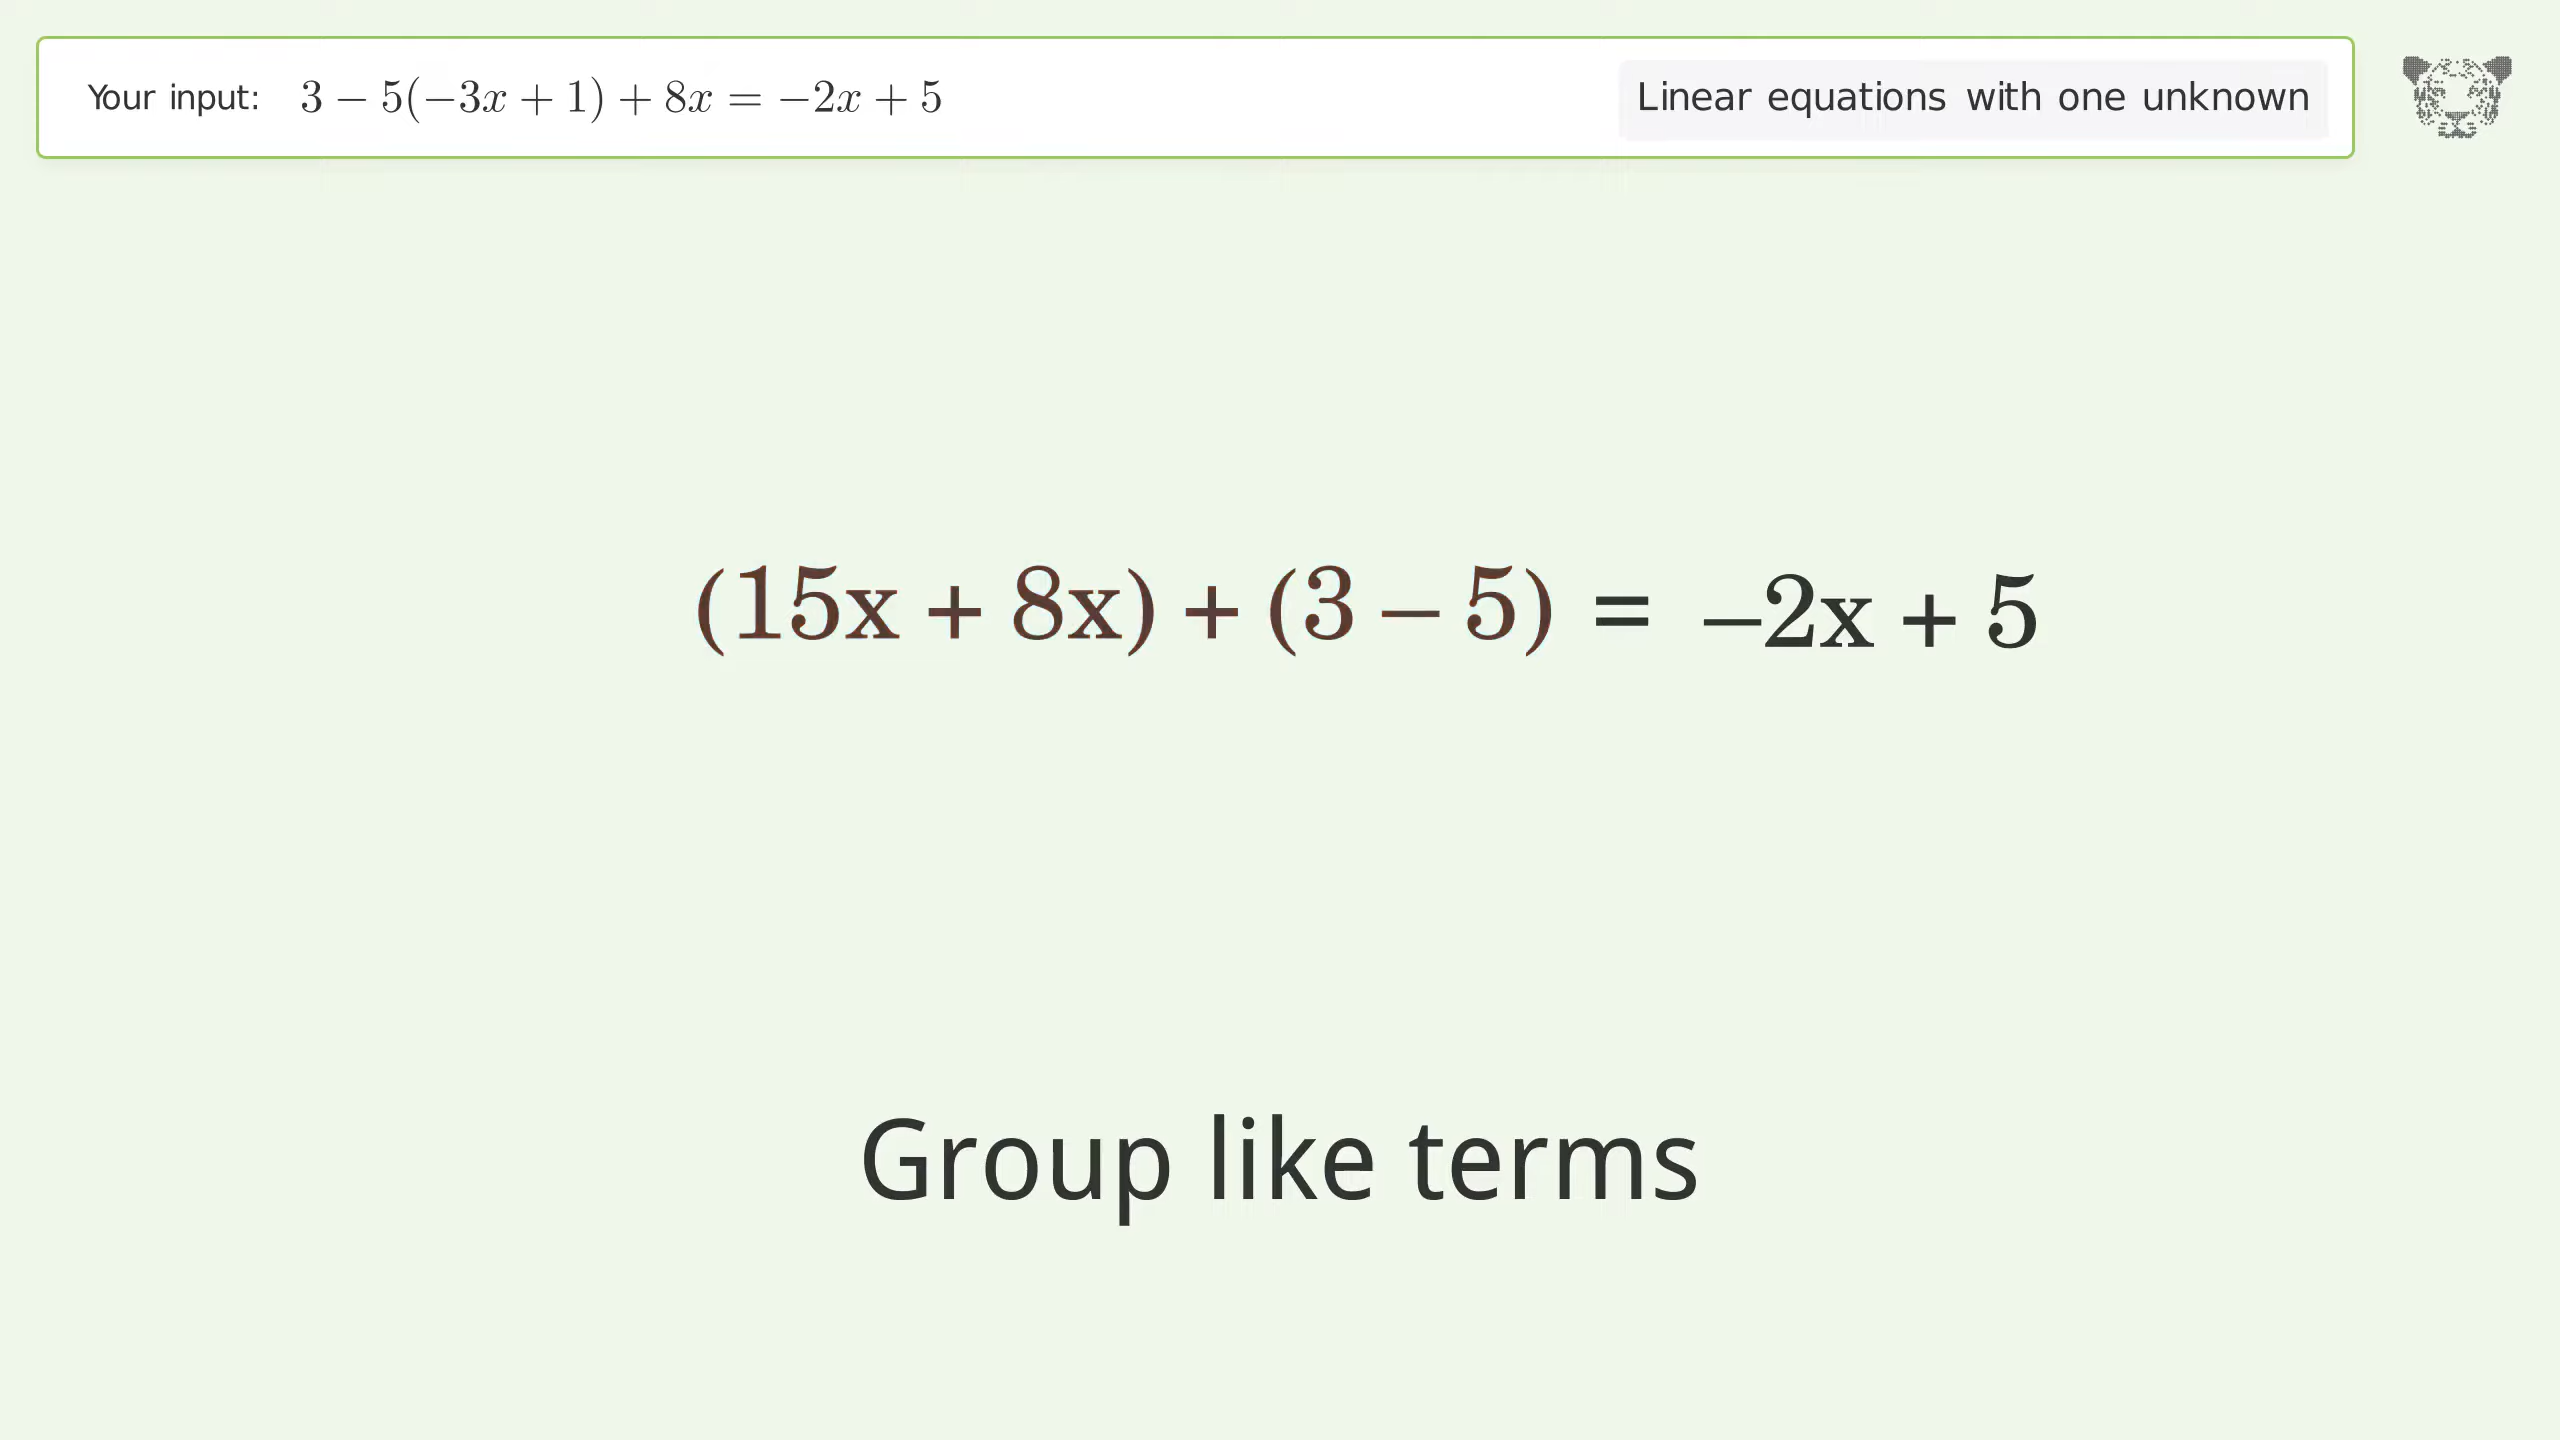 Your input: 3 − 5(−3x + 1) + 8x = −2x + 5
Linear equations with one unknown
(15x + 8x) + (3 − 5) = −2x + 5
Group like terms